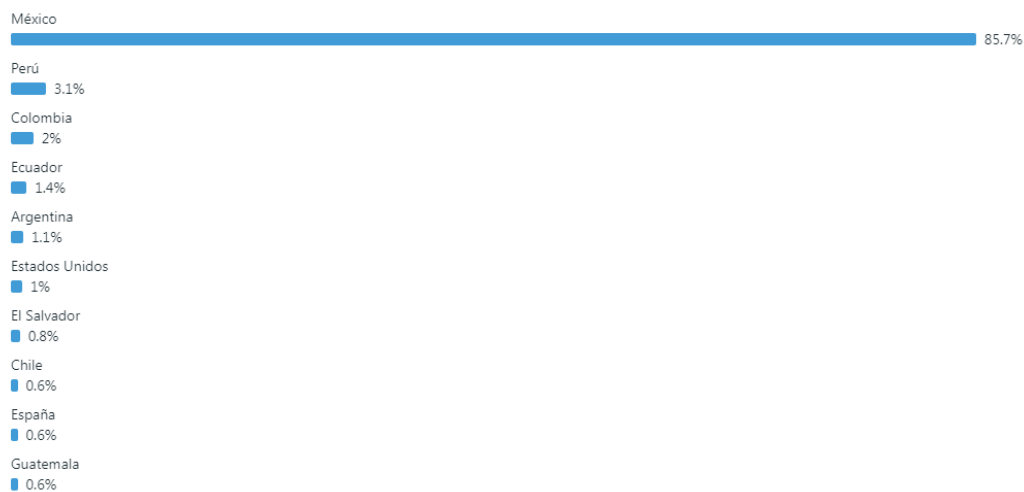 México
85.7%
Perú
3.1%
Colombia
2%
Ecuador
1.4%
Argentina
1.1%
Estados Unidos
1%
El Salvador
0.8%
Chile
0.6%
España
0.6%
Guatemala
0.6%